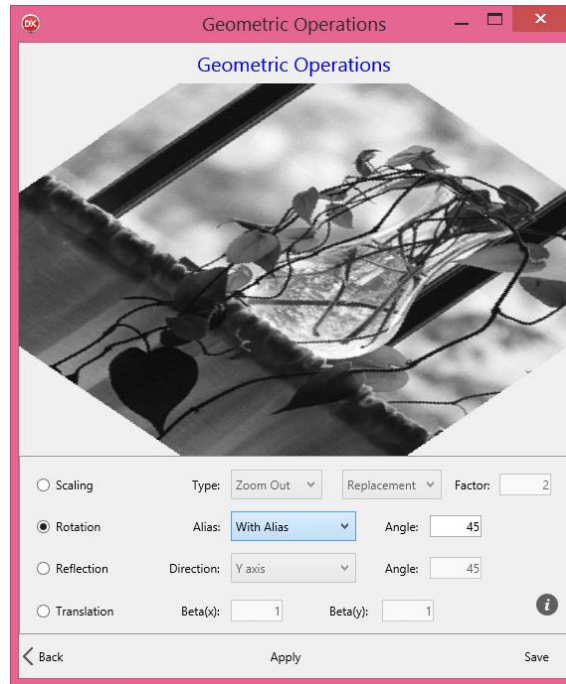 DX Geometric Operations
Geometric Operations
Scaling Type: Zoom Out Replacement Factor: 2
Rotation Alias: With Alias Angle: 45
Reflection Direction: Y axis Angle: 45
Translation Beta(x): 1 Beta(y): 1 i
Back Apply Save